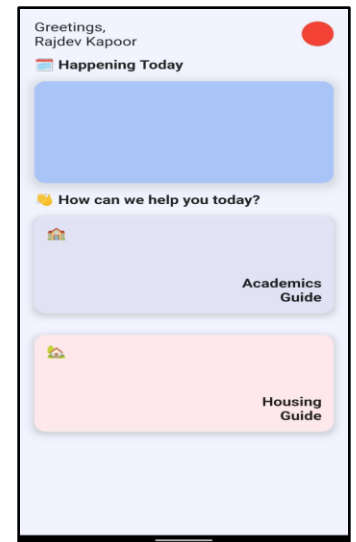 Greetings,
Rajdev Kapoor
🗓️ Happening Today
👋 How can we help you today?
🏫
Academics
Guide
🏡
Housing
Guide